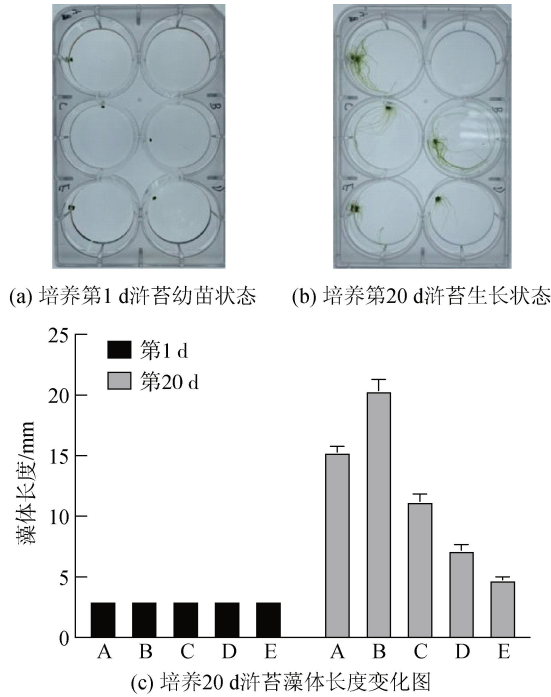 A
C
B
E
D
C
B
E
D
(a) 培养第1 d浒苔幼苗状态
(b) 培养第20 d浒苔生长状态
25
20
15
10
5
0
藻体长度/mm
第1 d
第20 d
A B C D E A B C D E
(c) 培养20 d浒苔藻体长度变化图